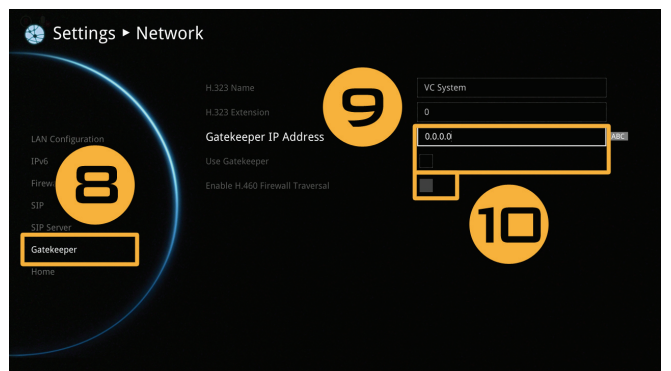 Settings ▸ Network
H.323 Name
VC System
H.323 Extension
0
9
Gatekeeper IP Address
0.0.0.0
ABC
Use Gatekeeper
Enable H.460 Firewall Traversal
10
LAN Configuration
IPv6
8
SIP
SIP Server
Gatekeeper
Home